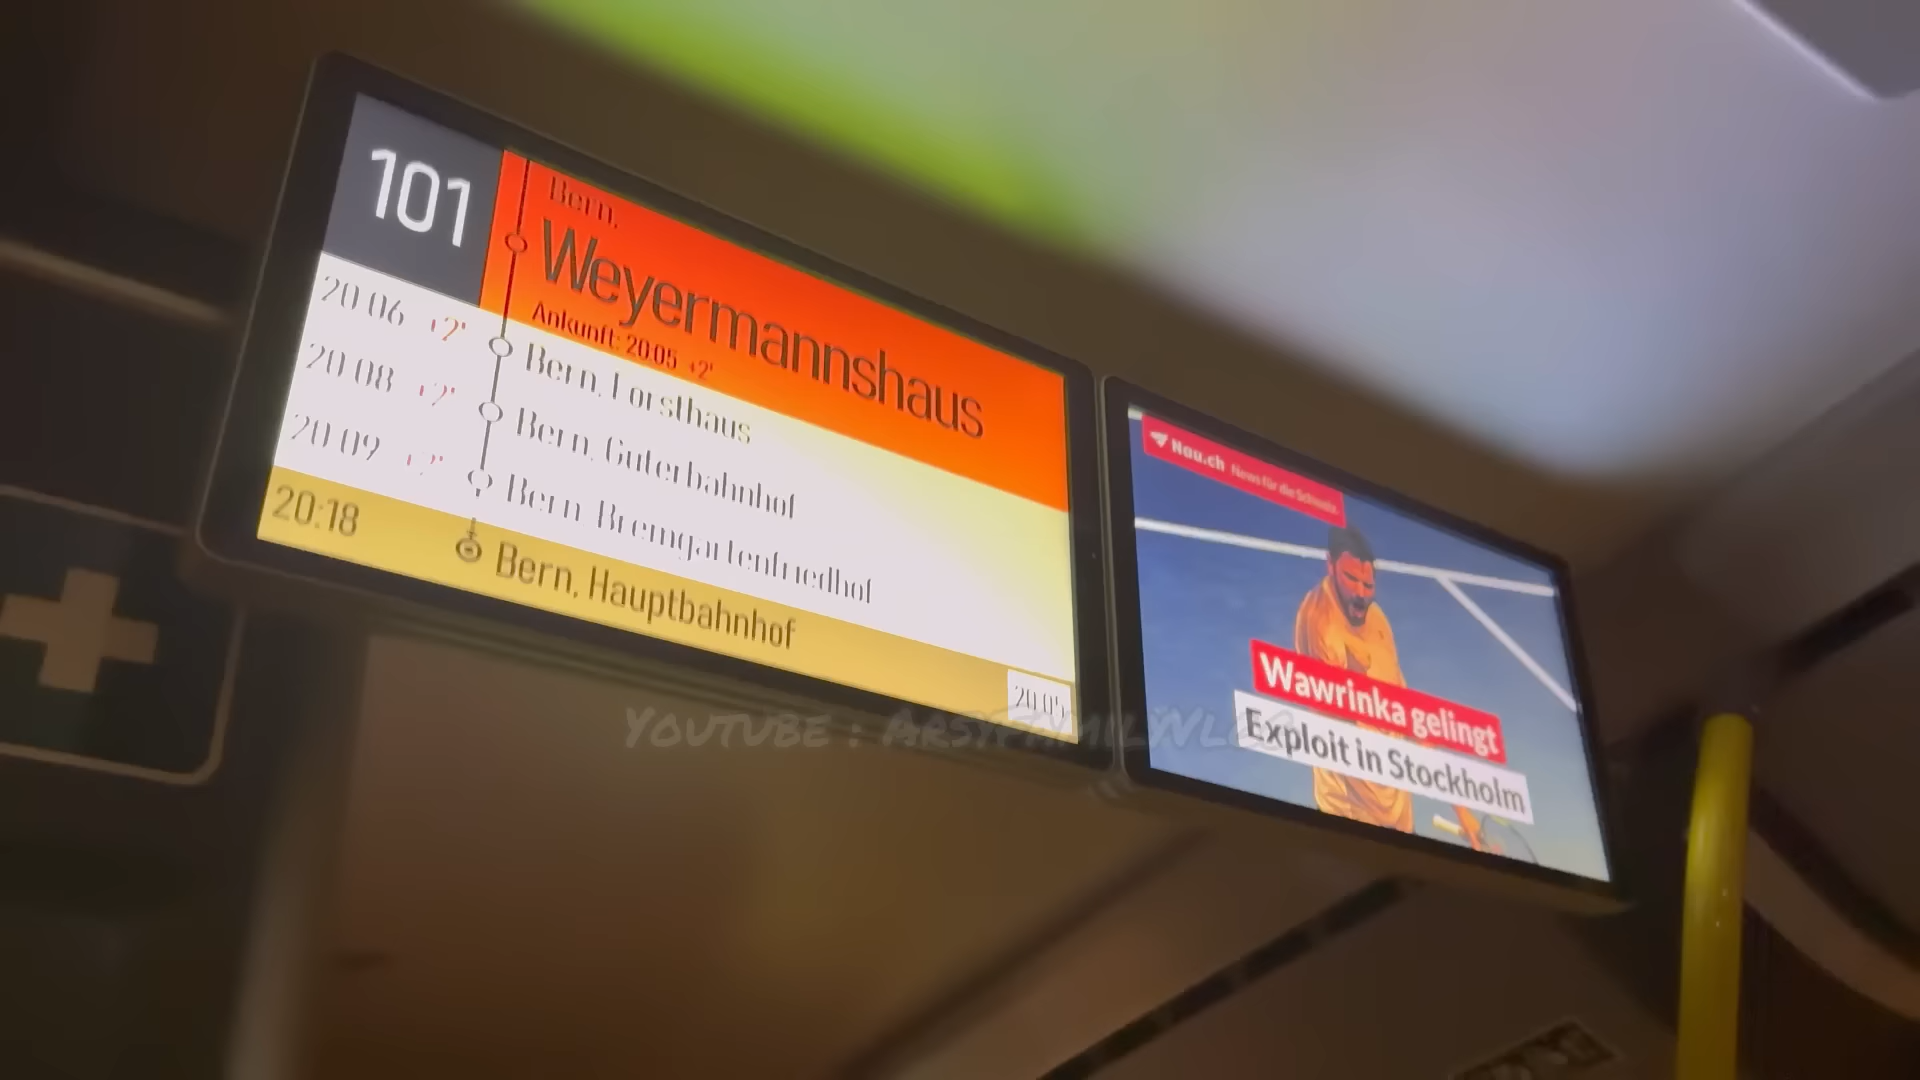 101
Bern,
Weyermannshaus
Ankunft: 20:05 +2'
20:06 +2' Bern, Forsthaus
20:08 +2' Bern, Güterbahnhof
20:09 +2' Bern, Bremgartenfriedhof
20:18 Bern, Hauptbahnhof
20:05
Nau.ch News für die Schweiz.
Wawrinka gelingt
Exploit in Stockholm
YouTube : ArsyFamilyVlog